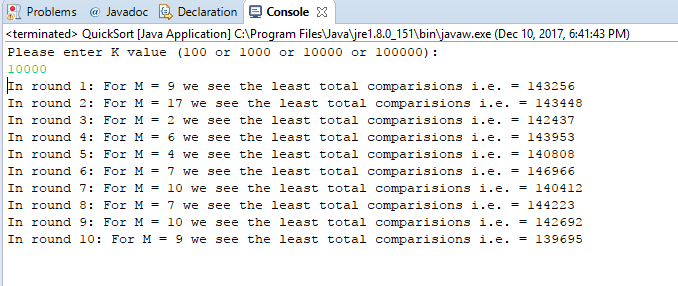 Problems @ Javadoc Declaration Console
<terminated> QuickSort [Java Application] C:\Program Files\Java\jre1.8.0_151\bin\javaw.exe (Dec 10, 2017, 6:41:43 PM)
Please enter K value (100 or 1000 or 10000 or 100000):
10000
In round 1: For M = 9 we see the least total comparisions i.e. = 143256
In round 2: For M = 17 we see the least total comparisions i.e. = 143448
In round 3: For M = 2 we see the least total comparisions i.e. = 142437
In round 4: For M = 6 we see the least total comparisions i.e. = 143953
In round 5: For M = 4 we see the least total comparisions i.e. = 140808
In round 6: For M = 7 we see the least total comparisions i.e. = 146966
In round 7: For M = 10 we see the least total comparisions i.e. = 140412
In round 8: For M = 7 we see the least total comparisions i.e. = 144223
In round 9: For M = 10 we see the least total comparisions i.e. = 142692
In round 10: For M = 9 we see the least total comparisions i.e. = 139695